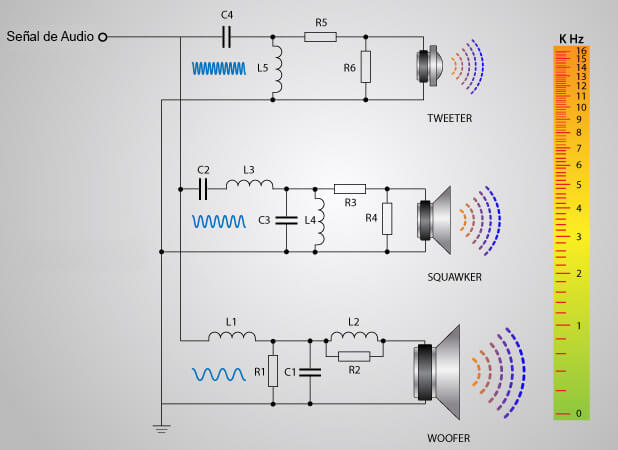 Señal de Audio
C4
R5
L5
R6
TWEETER
C2
L3
C3
L4
R3
R4
SQUAWKER
L1
L2
R1
C1
R2
WOOFER
K Hz
16
15
14
13
12
11
10
9
8
7
6
5
4
3
2
1
0